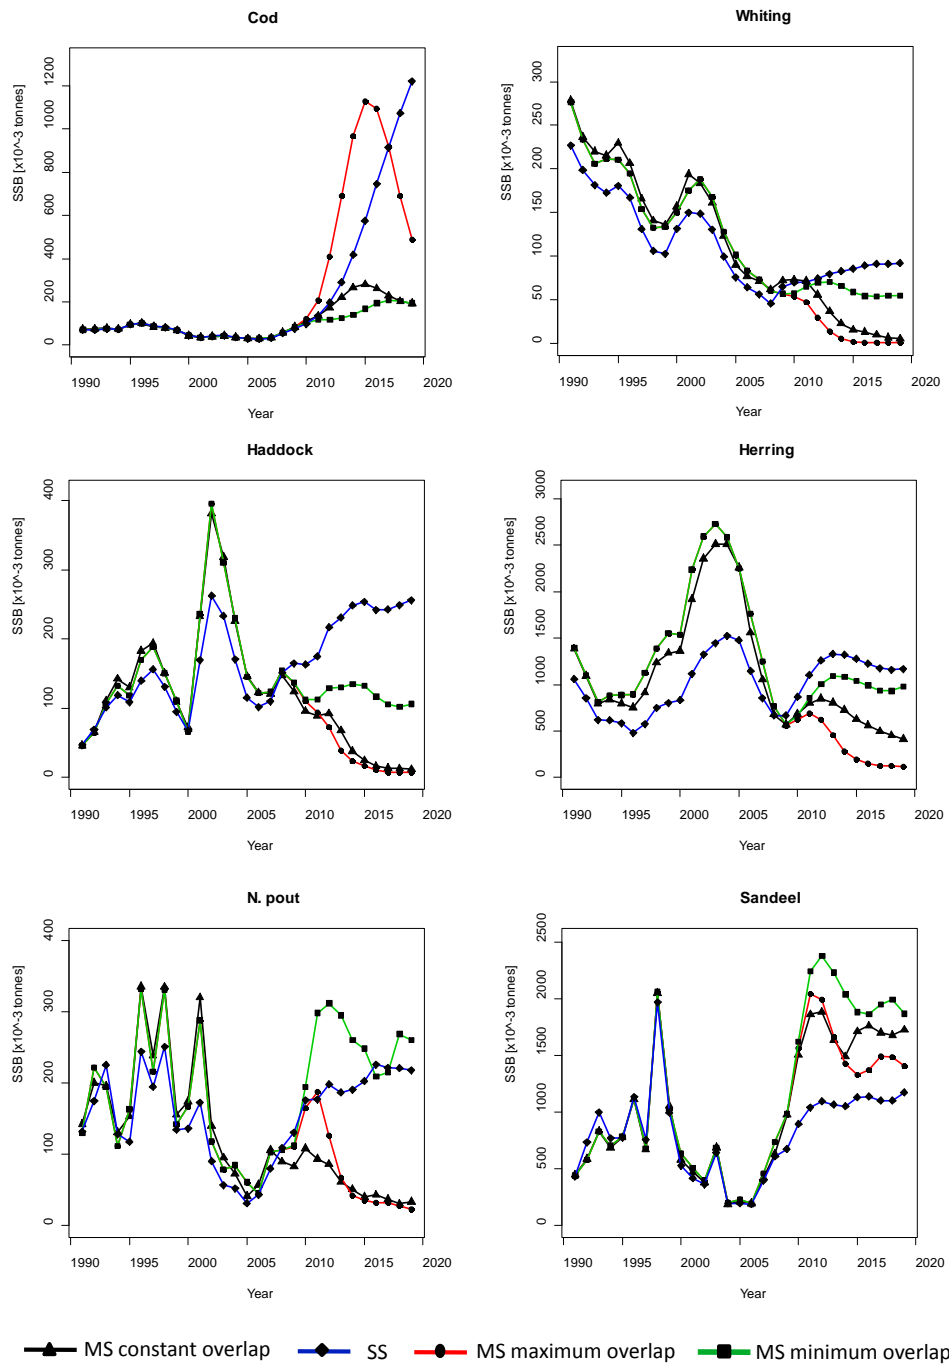 Cod
SSB [x10^-3 tonnes]
0 200 400 600 800 1000 1200
1990 1995 2000 2005 2010 2015 2020
Year
Whiting
SSB [x10^-3 tonnes]
0 50 100 150 200 250 300
1990 1995 2000 2005 2010 2015 2020
Year
Haddock
SSB [x10^-3 tonnes]
0 100 200 300 400
1990 1995 2000 2005 2010 2015 2020
Year
Herring
SSB [x10^-3 tonnes]
0 500 1000 1500 2000 2500 3000
1990 1995 2000 2005 2010 2015 2020
Year
N. pout
SSB [x10^-3 tonnes]
0 100 200 300 400
1990 1995 2000 2005 2010 2015 2020
Year
Sandeel
SSB [x10^-3 tonnes]
0 500 1000 1500 2000 2500
1990 1995 2000 2005 2010 2015 2020
Year
MS constant overlap SS MS maximum overlap MS minimum overlap